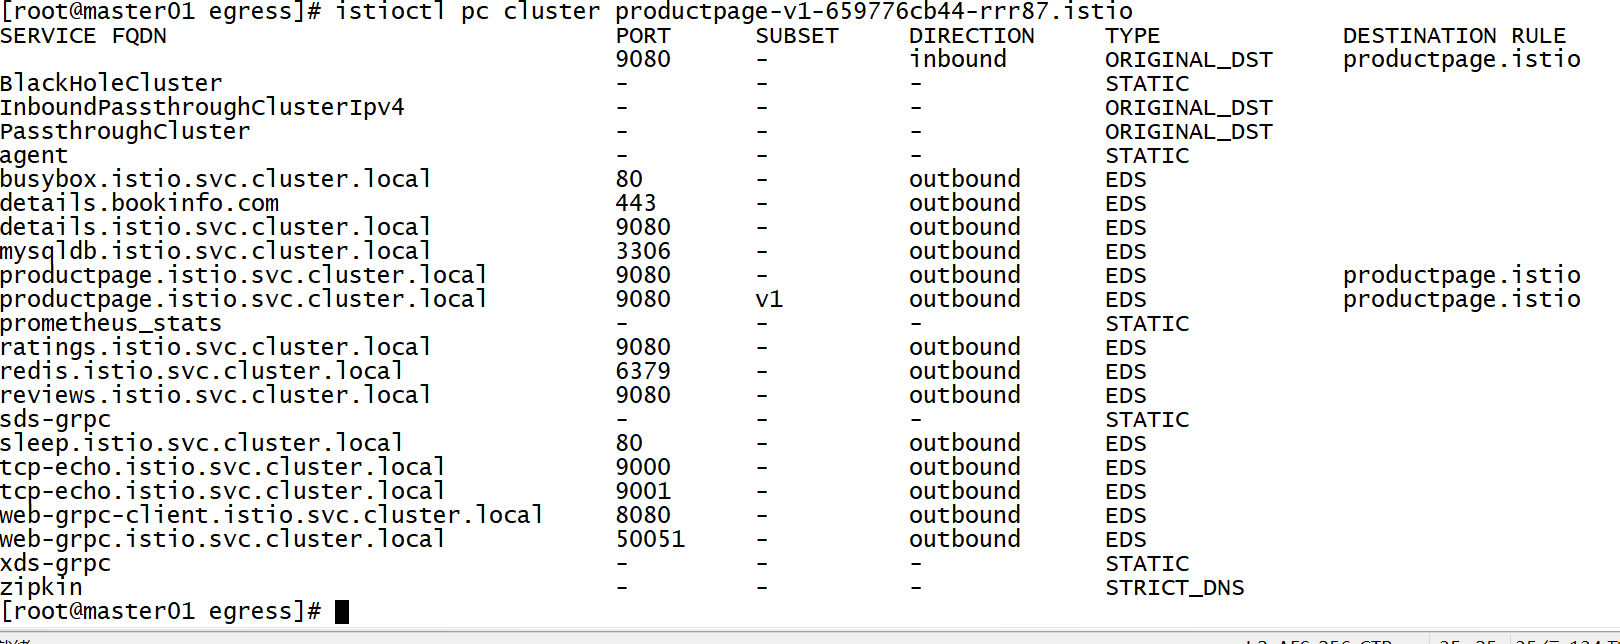 [root@master01 egress]# istioctl pc cluster productpage-v1-659776cb44-rrr87.istio
SERVICE FQDN PORT SUBSET DIRECTION TYPE DESTINATION RULE
9080 - inbound ORIGINAL_DST productpage.istio
BlackHoleCluster - - - STATIC
InboundPassthroughClusterIpv4 - - - ORIGINAL_DST
PassthroughCluster - - - ORIGINAL_DST
agent - - - STATIC
busybox.istio.svc.cluster.local 80 - outbound EDS
details.bookinfo.com 443 - outbound EDS
details.istio.svc.cluster.local 9080 - outbound EDS
mysqldb.istio.svc.cluster.local 3306 - outbound EDS
productpage.istio.svc.cluster.local 9080 - outbound EDS productpage.istio
productpage.istio.svc.cluster.local 9080 v1 outbound EDS productpage.istio
prometheus_stats - - - STATIC
ratings.istio.svc.cluster.local 9080 - outbound EDS
redis.istio.svc.cluster.local 6379 - outbound EDS
reviews.istio.svc.cluster.local 9080 - outbound EDS
sds-grpc - - - STATIC
sleep.istio.svc.cluster.local 80 - outbound EDS
tcp-echo.istio.svc.cluster.local 9000 - outbound EDS
tcp-echo.istio.svc.cluster.local 9001 - outbound EDS
web-grpc-client.istio.svc.cluster.local 8080 - outbound EDS
web-grpc.istio.svc.cluster.local 50051 - outbound EDS
xds-grpc - - - STATIC
zipkin - - - STRICT_DNS
[root@master01 egress]#